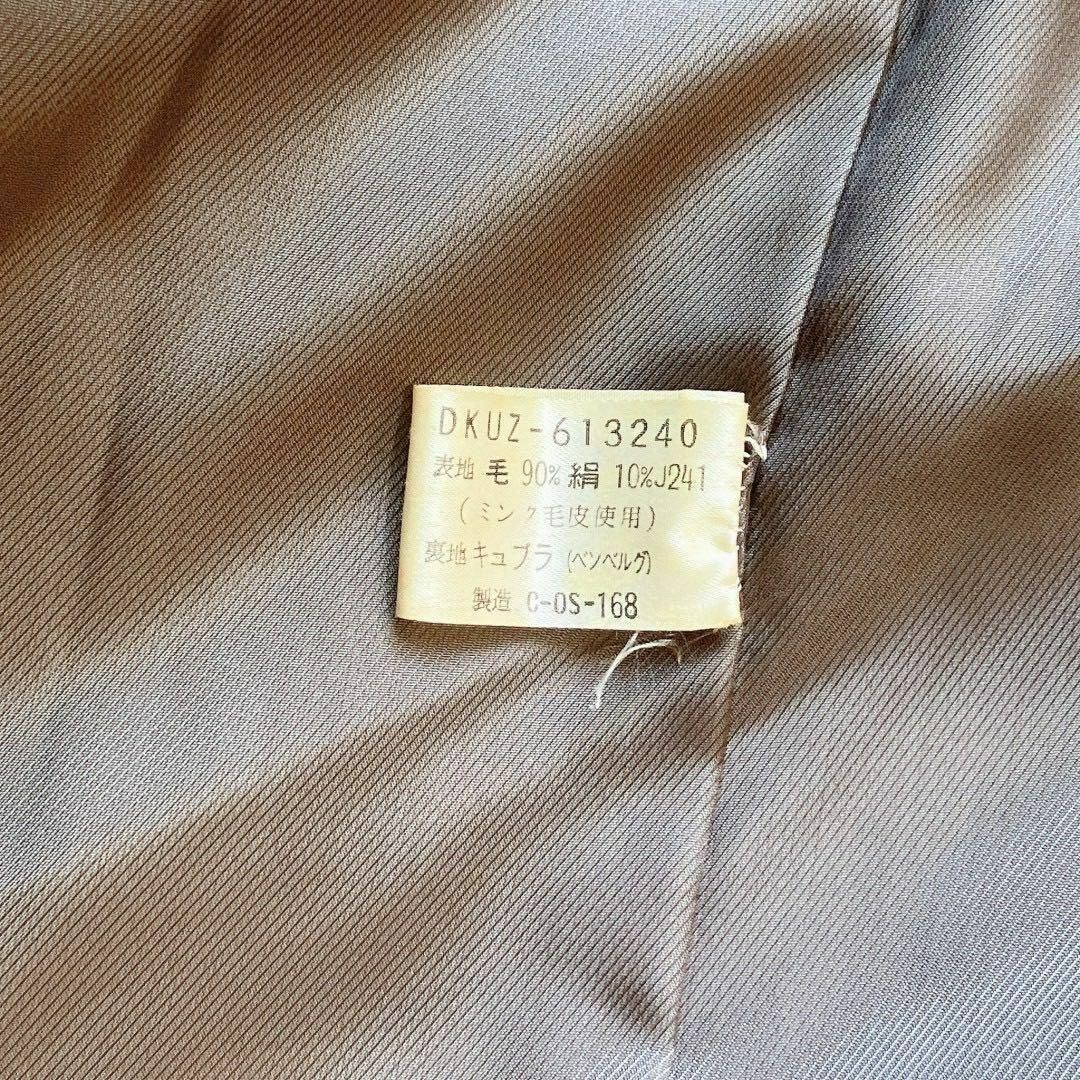 DKUZ-613240
表地 毛 90% 絹 10%J241
(ミンク毛皮使用)
裏地キュプラ (ベンベルグ)
製造 C-OS-168